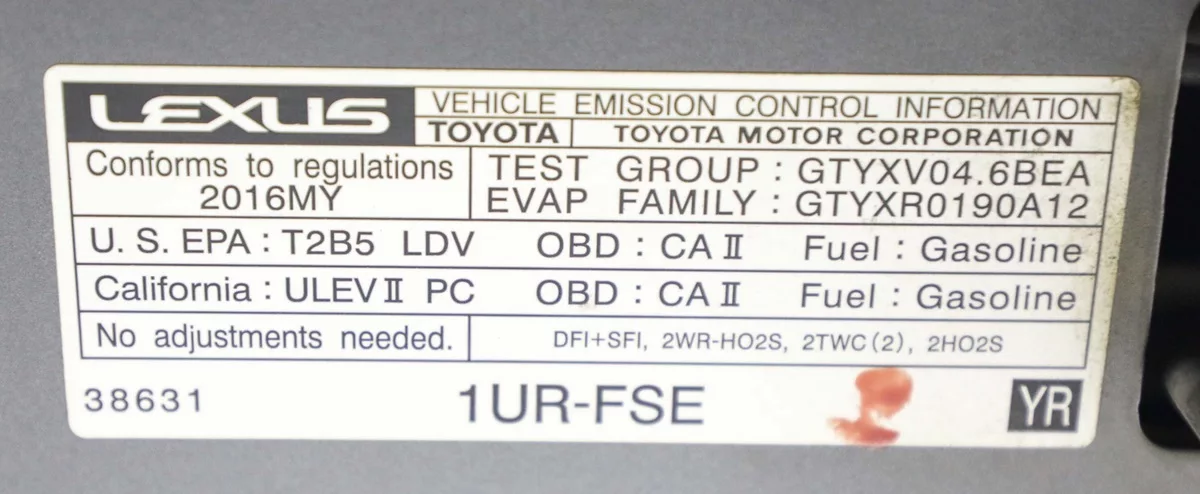 LEXUS
VEHICLE EMISSION CONTROL INFORMATION
TOYOTA TOYOTA MOTOR CORPORATION
Conforms to regulations
2016MY
TEST GROUP : GTYXV04.6BEA
EVAP FAMILY : GTYXR0190A12
U. S. EPA : T2B5 LDV OBD : CA II Fuel : Gasoline
California : ULEV II PC OBD : CA II Fuel : Gasoline
No adjustments needed. DFI+SFI, 2WR-HO2S, 2TWC(2), 2HO2S
38631 1UR-FSE YR